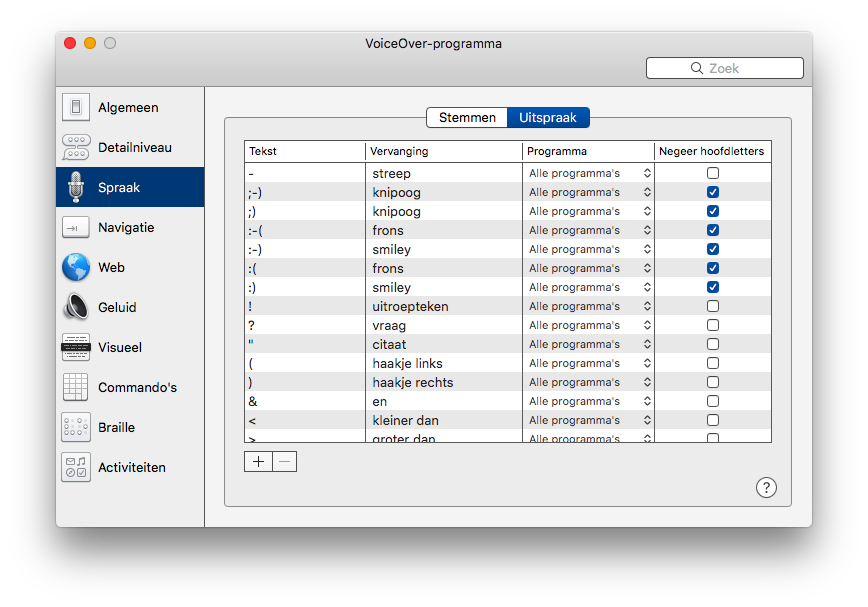 VoiceOver-programma
Zoek
Algemeen
Detailniveau
Spraak
Navigatie
Web
Geluid
Visueel
Commando's
Braille
Activiteiten
Stemmen Uitspraak
Tekst Vervanging Programma Negeer hoofdletters
- streep Alle programma's
;-) knipoog Alle programma's
;) knipoog Alle programma's
:-( frons Alle programma's
:-) smiley Alle programma's
:( frons Alle programma's
:) smiley Alle programma's
! uitroepteken Alle programma's
? vraag Alle programma's
" citaat Alle programma's
( haakje links Alle programma's
) haakje rechts Alle programma's
& en Alle programma's
< kleiner dan Alle programma's
> groter dan Alle programma's
+ −
?